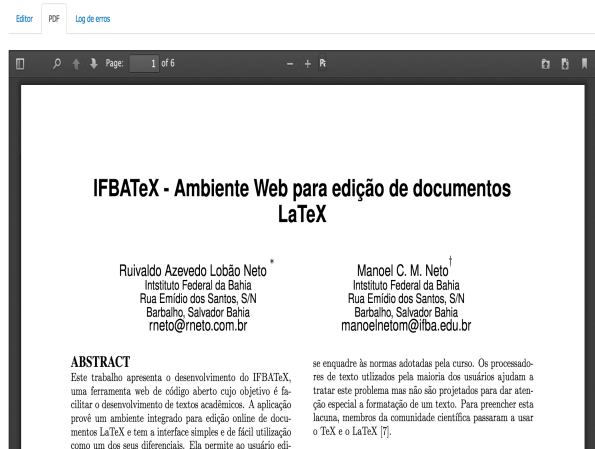 Editor PDF Log de erros
Page: 1 of 6
IFBATeX - Ambiente Web para edição de documentos
LaTeX
Ruivaldo Azevedo Lobão Neto *
Intstituto Federal da Bahia
Rua Emídio dos Santos, S/N
Barbalho, Salvador Bahia
rneto@rneto.com.br
Manoel C. M. Neto †
Intstituto Federal da Bahia
Rua Emídio dos Santos, S/N
Barbalho, Salvador Bahia
manoelnetom@ifba.edu.br
ABSTRACT
Este trabalho apresenta o desenvolvimento do IFBATeX,
uma ferramenta web de código aberto cujo objetivo é fa-
cilitar o desenvolvimento de textos acadêmicos. A aplicação
provê um ambiente integrado para edição online de docu-
mentos LaTeX e tem a interface simples e de fácil utilização
como um dos seus diferenciais. Ela permite ao usuário edi-
se enquadre às normas adotadas pela curso. Os processado-
res de texto utlizados pela maioria dos usuários ajudam a
tratar este problema mas não são projetados para dar aten-
ção especial a formatação de um texto. Para preencher esta
lacuna, membros da comunidade científica passaram a usar
o TeX e o LaTeX [7].